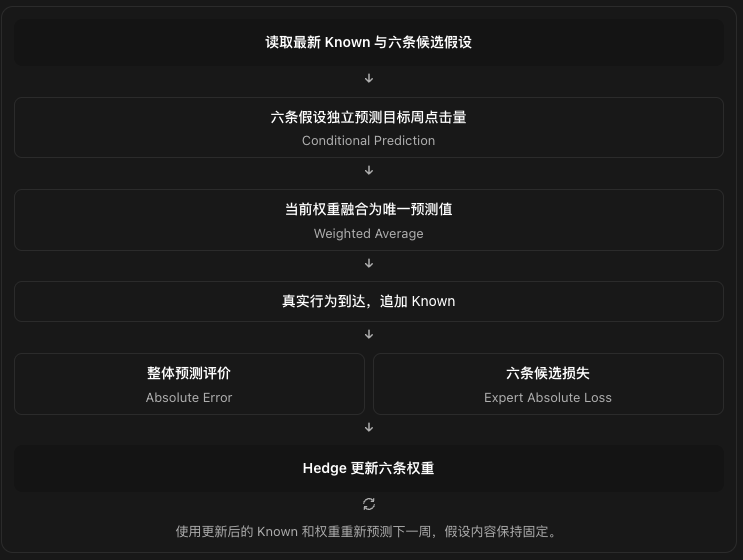 读取最新 Known 与六条候选假设
六条假设独立预测目标周点击量
Conditional Prediction
当前权重融合为唯一预测值
Weighted Average
真实行为到达，追加 Known
整体预测评价
Absolute Error
六条候选损失
Expert Absolute Loss
Hedge 更新六条权重
使用更新后的 Known 和权重重新预测下一周，假设内容保持固定。